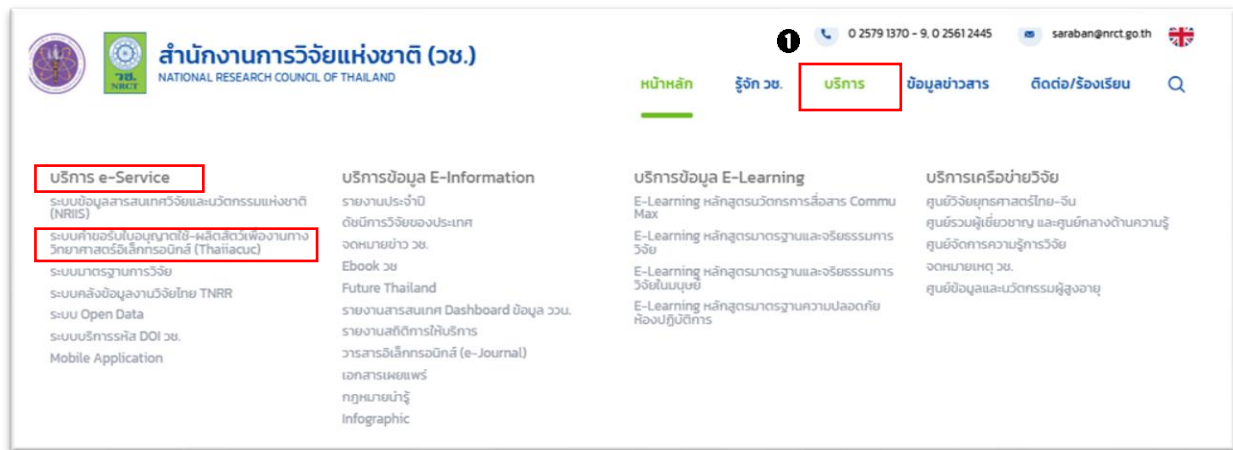 ❶
0 2579 1370 - 9, 0 2561 2445
saraban@nrct.go.th
สำนักงานการวิจัยแห่งชาติ (วช.)
NATIONAL RESEARCH COUNCIL OF THAILAND
วช.
NRCT
หน้าหลัก รู้จัก วช. บริการ ข้อมูลข่าวสาร ติดต่อ/ร้องเรียน
บริการ e-Service
ระบบข้อมูลสารสนเทศวิจัยและนวัตกรรมแห่งชาติ
(NRIIS)
ระบบคำขอรับใบอนุญาตใช้-ผลิตสัตว์เพื่องานทาง
วิทยาศาสตร์อิเล็กทรอนิกส์ (Thaiiacuc)
ระบบมาตรฐานการวิจัย
ระบบคลังข้อมูลงานวิจัยไทย TNRR
ระบบ Open Data
ระบบบริการรหัส DOI วช.
Mobile Application
บริการข้อมูล E-Information
รายงานประจำปี
ดัชนีการวิจัยของประเทศ
จดหมายข่าว วช.
Ebook วช
Future Thailand
รายงานสารสนเทศ Dashboard ข้อมูล ววน.
รายงานสถิติการให้บริการ
วารสารอิเล็กทรอนิกส์ (e-Journal)
เอกสารเผยแพร่
กฎหมายน่ารู้
Infographic
บริการข้อมูล E-Learning
E-Learning หลักสูตรนวัตกรรมการสื่อสาร Commu
Max
E-Learning หลักสูตรมาตรฐานและจริยธรรมการ
วิจัย
E-Learning หลักสูตรมาตรฐานและจริยธรรมการ
วิจัยในมนุษย์
E-Learning หลักสูตรมาตรฐานความปลอดภัย
ห้องปฏิบัติการ
บริการเครือข่ายวิจัย
ศูนย์วิจัยยุทธศาสตร์ไทย-จีน
ศูนย์รวมผู้เชี่ยวชาญ และศูนย์กลางด้านความรู้
ศูนย์จัดการความรู้การวิจัย
จดหมายเหตุ วช.
ศูนย์ข้อมูลและนวัตกรรมผู้สูงอายุ